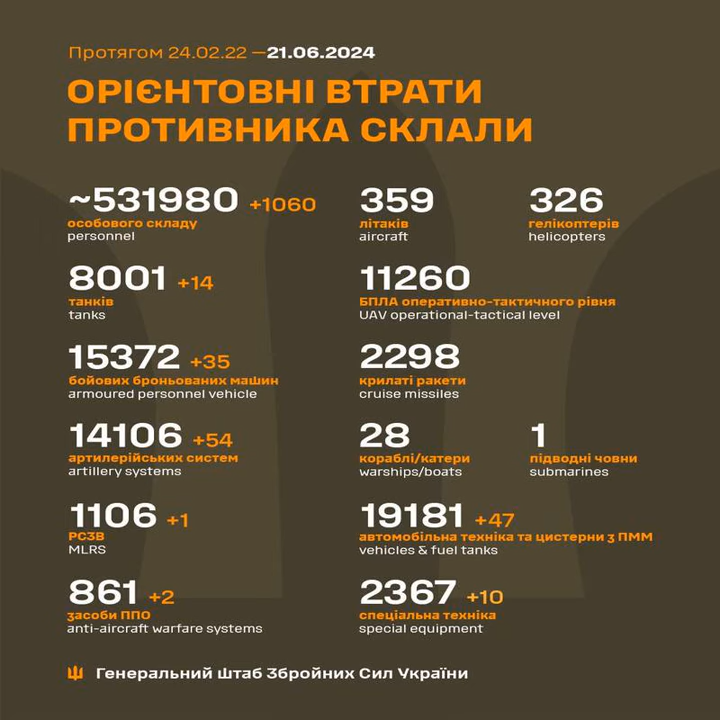 Протягом 24.02.22 —21.06.2024
ОРІЄНТОВНІ ВТРАТИ
ПРОТИВНИКА СКЛАЛИ
~531980 +1060
особового складу
personnel
359
літаків
aircraft
326
гелікоптерів
helicopters
8001 +14
танків
tanks
11260
БПЛА оперативно-тактичного рівня
UAV operational-tactical level
15372 +35
бойових броньованих машин
armoured personnel vehicle
2298
крилаті ракети
cruise missiles
14106 +54
артилерійських систем
artillery systems
28
кораблі/катери
warships/boats
1
підводні човни
submarines
1106 +1
РСЗВ
MLRS
19181 +47
автомобільна техніка та цистерни з ПММ
vehicles & fuel tanks
861 +2
засоби ППО
anti-aircraft warfare systems
2367 +10
спеціальна техніка
special equipment
Генеральний штаб Збройних Сил України